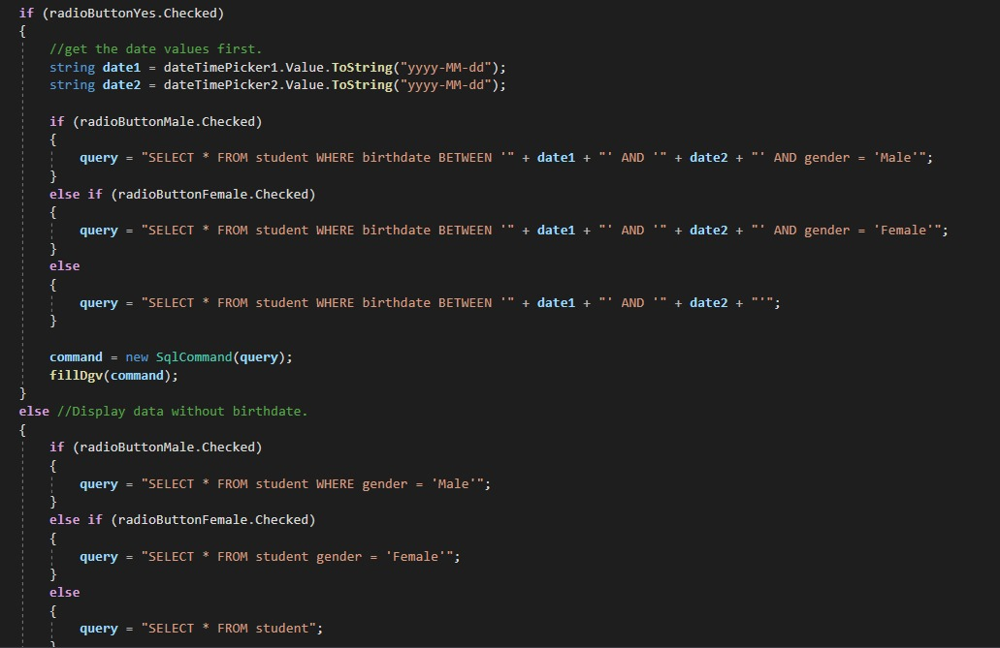 if (radioButtonYes.Checked)
{
    //get the date values first.
    string date1 = dateTimePicker1.Value.ToString("yyyy-MM-dd");
    string date2 = dateTimePicker2.Value.ToString("yyyy-MM-dd");

    if (radioButtonMale.Checked)
    {
        query = "SELECT * FROM student WHERE birthdate BETWEEN '" + date1 + "' AND '" + date2 + "' AND gender = 'Male'";
    }
    else if (radioButtonFemale.Checked)
    {
        query = "SELECT * FROM student WHERE birthdate BETWEEN '" + date1 + "' AND '" + date2 + "' AND gender = 'Female'";
    }
    else
    {
        query = "SELECT * FROM student WHERE birthdate BETWEEN '" + date1 + "' AND '" + date2 + "'";
    }

    command = new SqlCommand(query);
    fillDgv(command);
}
else //Display data without birthdate.
{
    if (radioButtonMale.Checked)
    {
        query = "SELECT * FROM student WHERE gender = 'Male'";
    }
    else if (radioButtonFemale.Checked)
    {
        query = "SELECT * FROM student gender = 'Female'";
    }
    else
    {
        query = "SELECT * FROM student";
    }